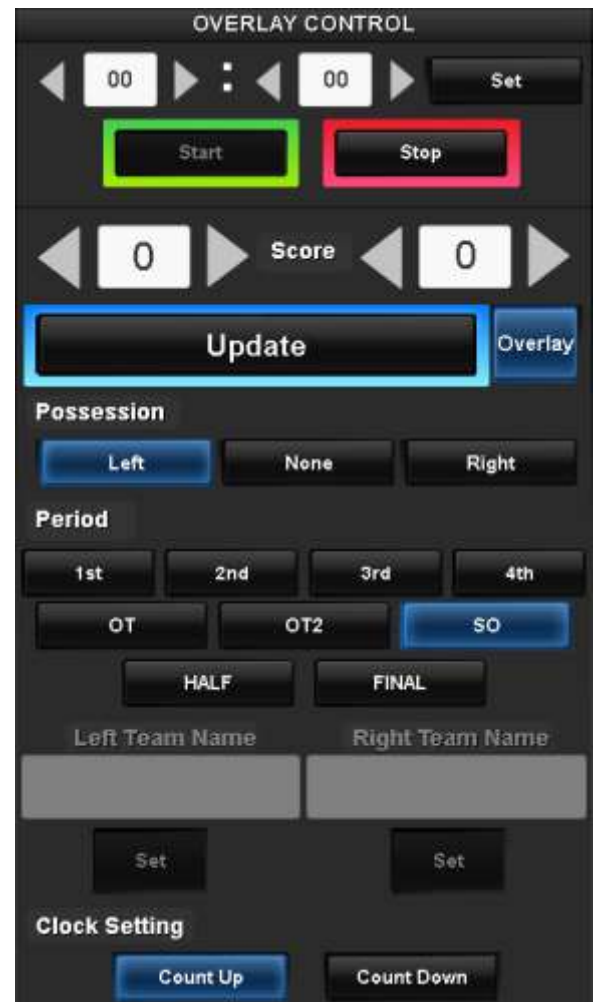 OVERLAY CONTROL
00 : 00 Set
Start Stop
0 Score 0
Update Overlay
Possession
Left None Right
Period
1st 2nd 3rd 4th
OT OT2 SO
HALF FINAL
Left Team Name Right Team Name
Set Set
Clock Setting
Count Up Count Down